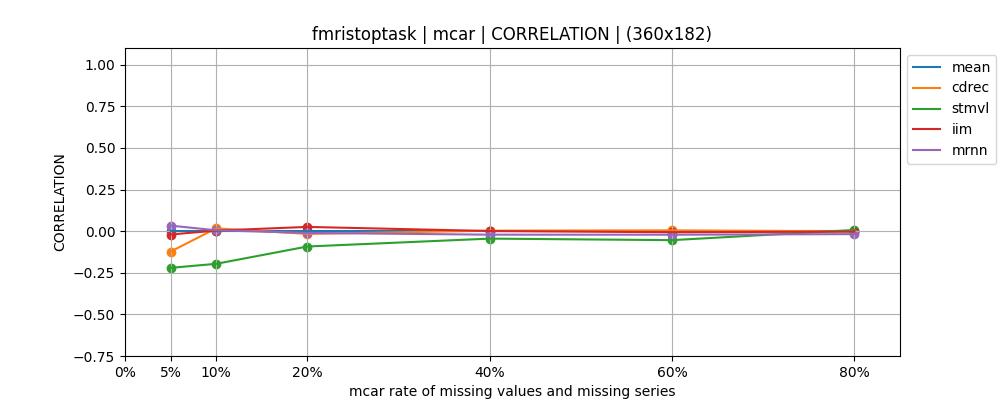 fmristoptask | mcar | CORRELATION | (360x182)
CORRELATION
1.00
0.75
0.50
0.25
0.00
−0.25
−0.50
−0.75
0%
5%
10%
20%
40%
60%
80%
mcar rate of missing values and missing series
mean
cdrec
stmvl
iim
mrnn